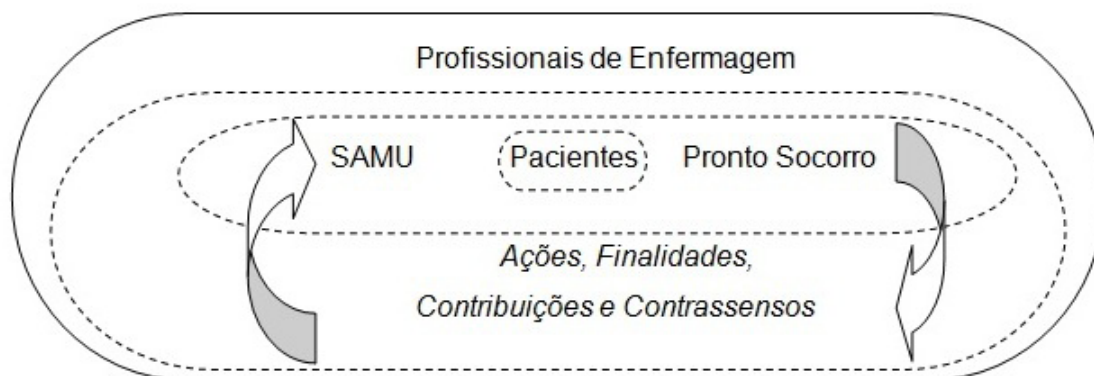 Profissionais de Enfermagem
SAMU Pacientes Pronto Socorro
Ações, Finalidades,
Contribuições e Contrassensos